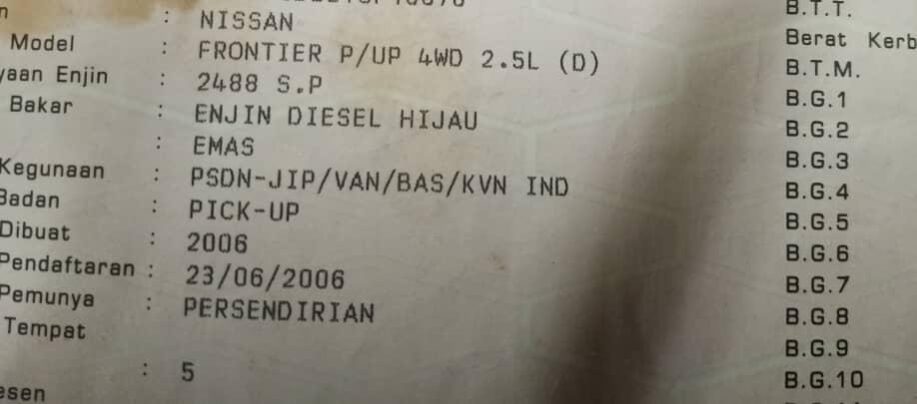 : NISSAN
Model : FRONTIER P/UP 4WD 2.5L (D)
Enjin : 2488 S.P
Bakar : ENJIN DIESEL HIJAU
: EMAS
Kegunaan : PSDN-JIP/VAN/BAS/KVN IND
Badan : PICK-UP
Dibuat : 2006
Pendaftaran : 23/06/2006
Pemunya : PERSENDIRIAN
Tempat
: 5
B.T.T.
Berat Kerb
B.T.M.
B.G.1
B.G.2
B.G.3
B.G.4
B.G.5
B.G.6
B.G.7
B.G.8
B.G.9
B.G.10